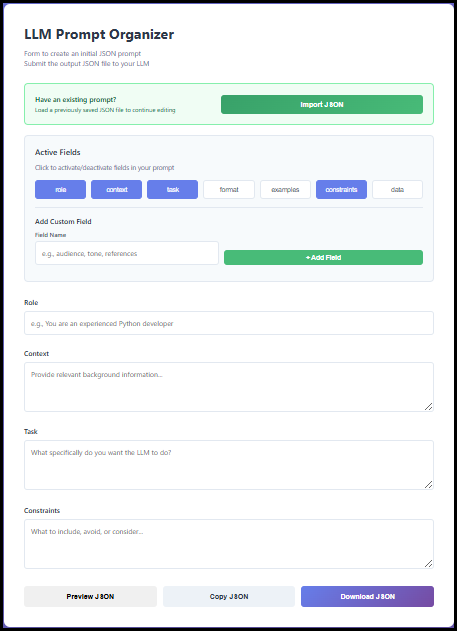 LLM Prompt Organizer
Form to create an initial JSON prompt
Submit the output JSON file to your LLM
Have an existing prompt?
Load a previously saved JSON file to continue editing
Import JSON
Active Fields
Click to activate/deactivate fields in your prompt
role context task format examples constraints data
Add Custom Field
Field Name
e.g., audience, tone, references
+ Add Field
Role
e.g., You are an experienced Python developer
Context
Provide relevant background information...
Task
What specifically do you want the LLM to do?
Constraints
What to include, avoid, or consider...
Preview JSON Copy JSON Download JSON